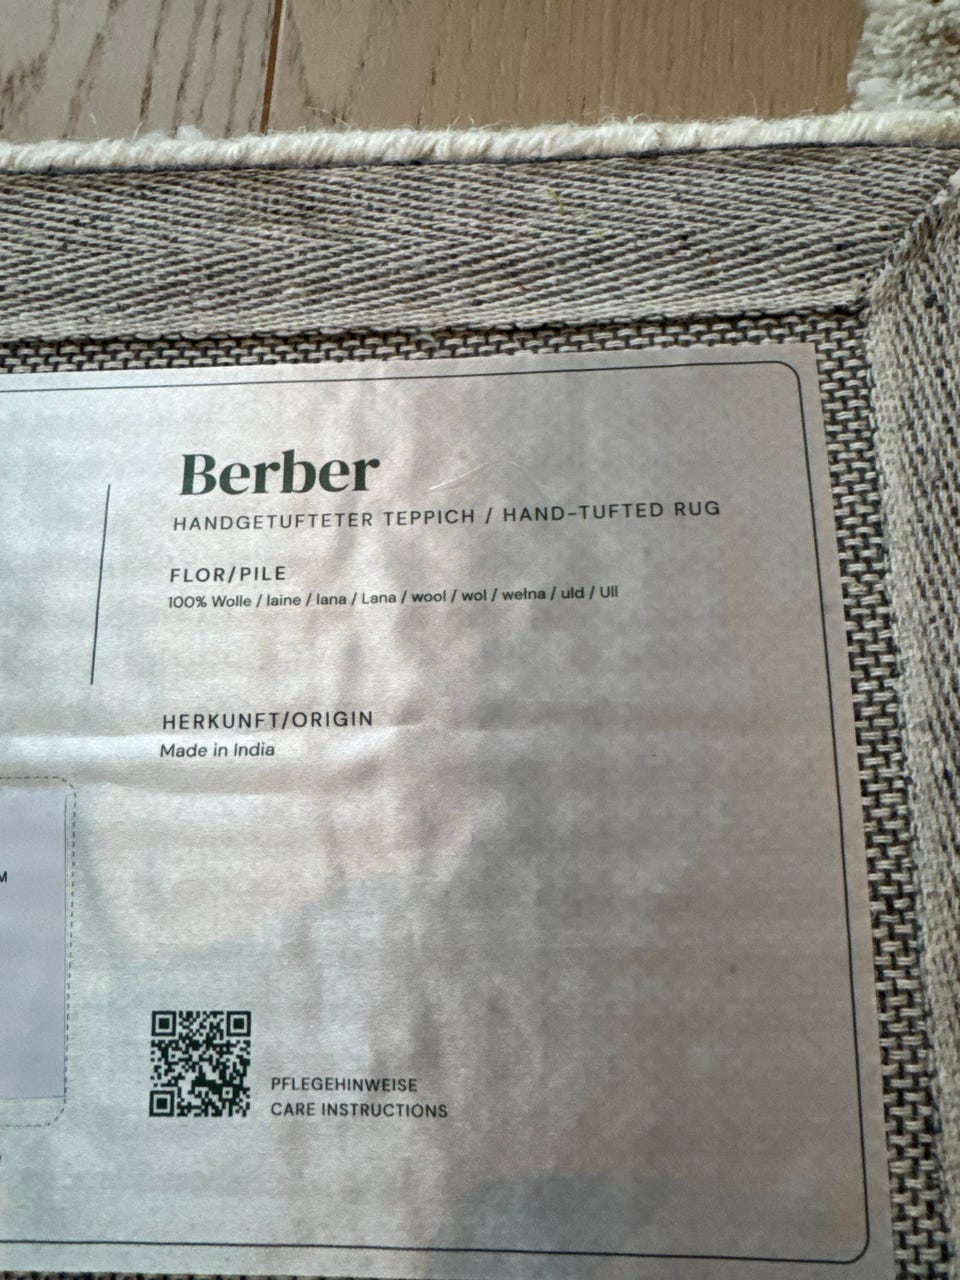 Berber
HANDGETUFTETER TEPPICH / HAND-TUFTED RUG
FLOR/PILE
100% Wolle / laine / lana / Lana / wool / wol / wełna / uld / Ull
HERKUNFT/ORIGIN
Made in India
M
PFLEGEHINWEISE
CARE INSTRUCTIONS